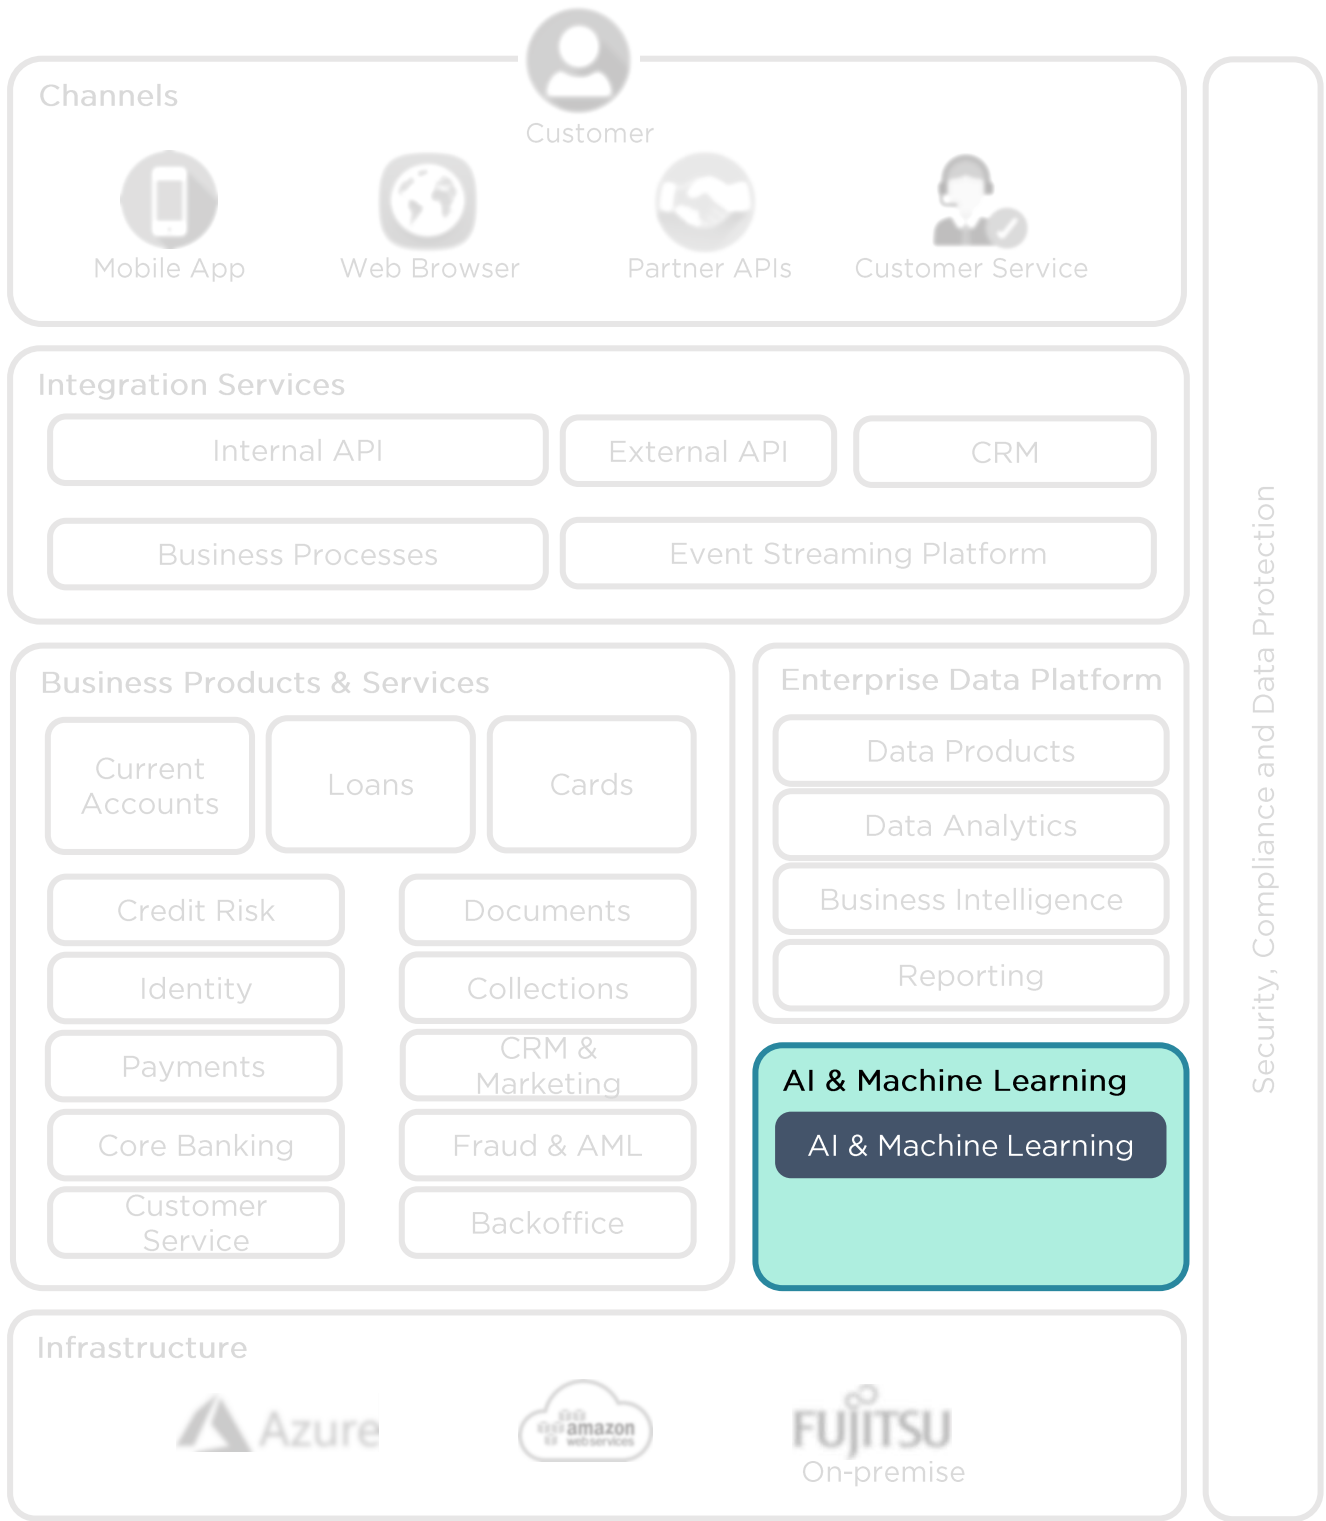 Customer
Channels
Mobile App
Web Browser
Partner APIs
Customer Service
Integration Services
Internal API
External API
CRM
Business Processes
Event Streaming Platform
Business Products & Services
Current
Accounts
Loans
Cards
Credit Risk
Documents
Identity
Collections
Payments
CRM &
Marketing
Core Banking
Fraud & AML
Customer
Service
Backoffice
Enterprise Data Platform
Data Products
Data Analytics
Business Intelligence
Reporting
AI & Machine Learning
AI & Machine Learning
Infrastructure
Azure
amazon
webservices
FUJITSU
On-premise
Security, Compliance and Data Protection